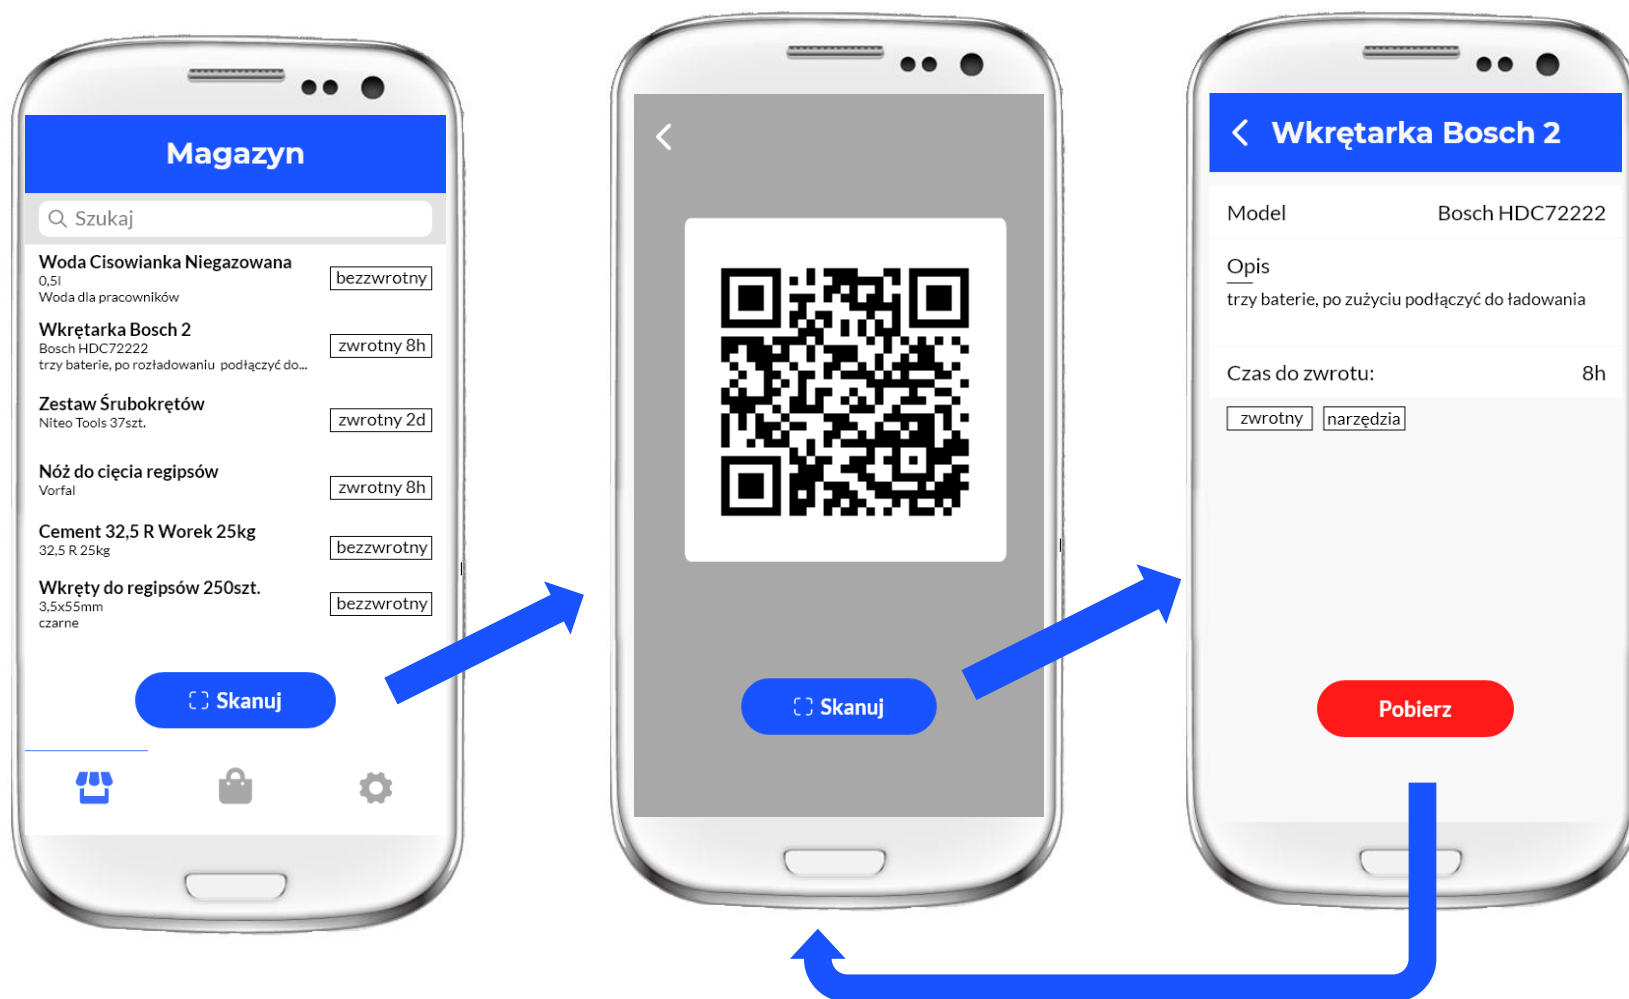 Magazyn
Szukaj
Woda Cisowianka Niegazowana
0,5l
Woda dla pracowników
bezzwrotny
Wkrętarka Bosch 2
Bosch HDC72222
trzy baterie, po rozładowaniu podłączyć do...
zwrotny 8h
Zestaw Śrubokrętów
Niteo Tools 37szt.
zwrotny 2d
Nóż do cięcia regipsów
Vorfal
zwrotny 8h
Cement 32,5 R Worek 25kg
32,5 R 25kg
bezzwrotny
Wkręty do regipsów 250szt.
3,5x55mm
czarne
bezzwrotny
Skanuj
Skanuj
Wkrętarka Bosch 2
Model Bosch HDC72222
Opis
trzy baterie, po zużyciu podłączyć do ładowania
Czas do zwrotu: 8h
zwrotny narzędzia
Pobierz